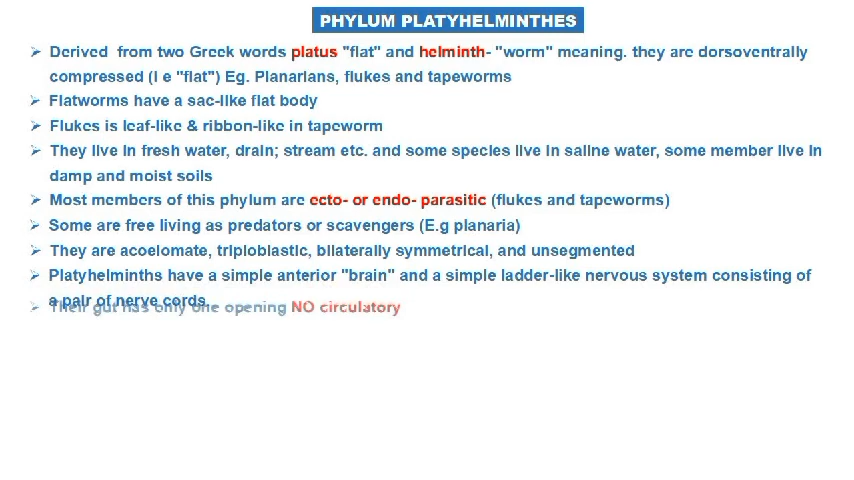 PHYLUM PLATYHELMINTHES
➢ Derived from two Greek words platus "flat" and helminth- "worm" meaning. they are dorsoventrally
compressed (i e "flat") Eg. Planarians, flukes and tapeworms
➢ Flatworms have a sac-like flat body
➢ Flukes is leaf-like & ribbon-like in tapeworm
➢ They live in fresh water, drain; stream etc. and some species live in saline water, some member live in
damp and moist soils
➢ Most members of this phylum are ecto- or endo- parasitic (flukes and tapeworms)
➢ Some are free living as predators or scavengers (E.g planaria)
➢ They are acoelomate, triploblastic, bilaterally symmetrical, and unsegmented
➢ Platyhelminths have a simple anterior "brain" and a simple ladder-like nervous system consisting of
a pair of nerve cords.
➢ Their gut has only one opening NO circulatory